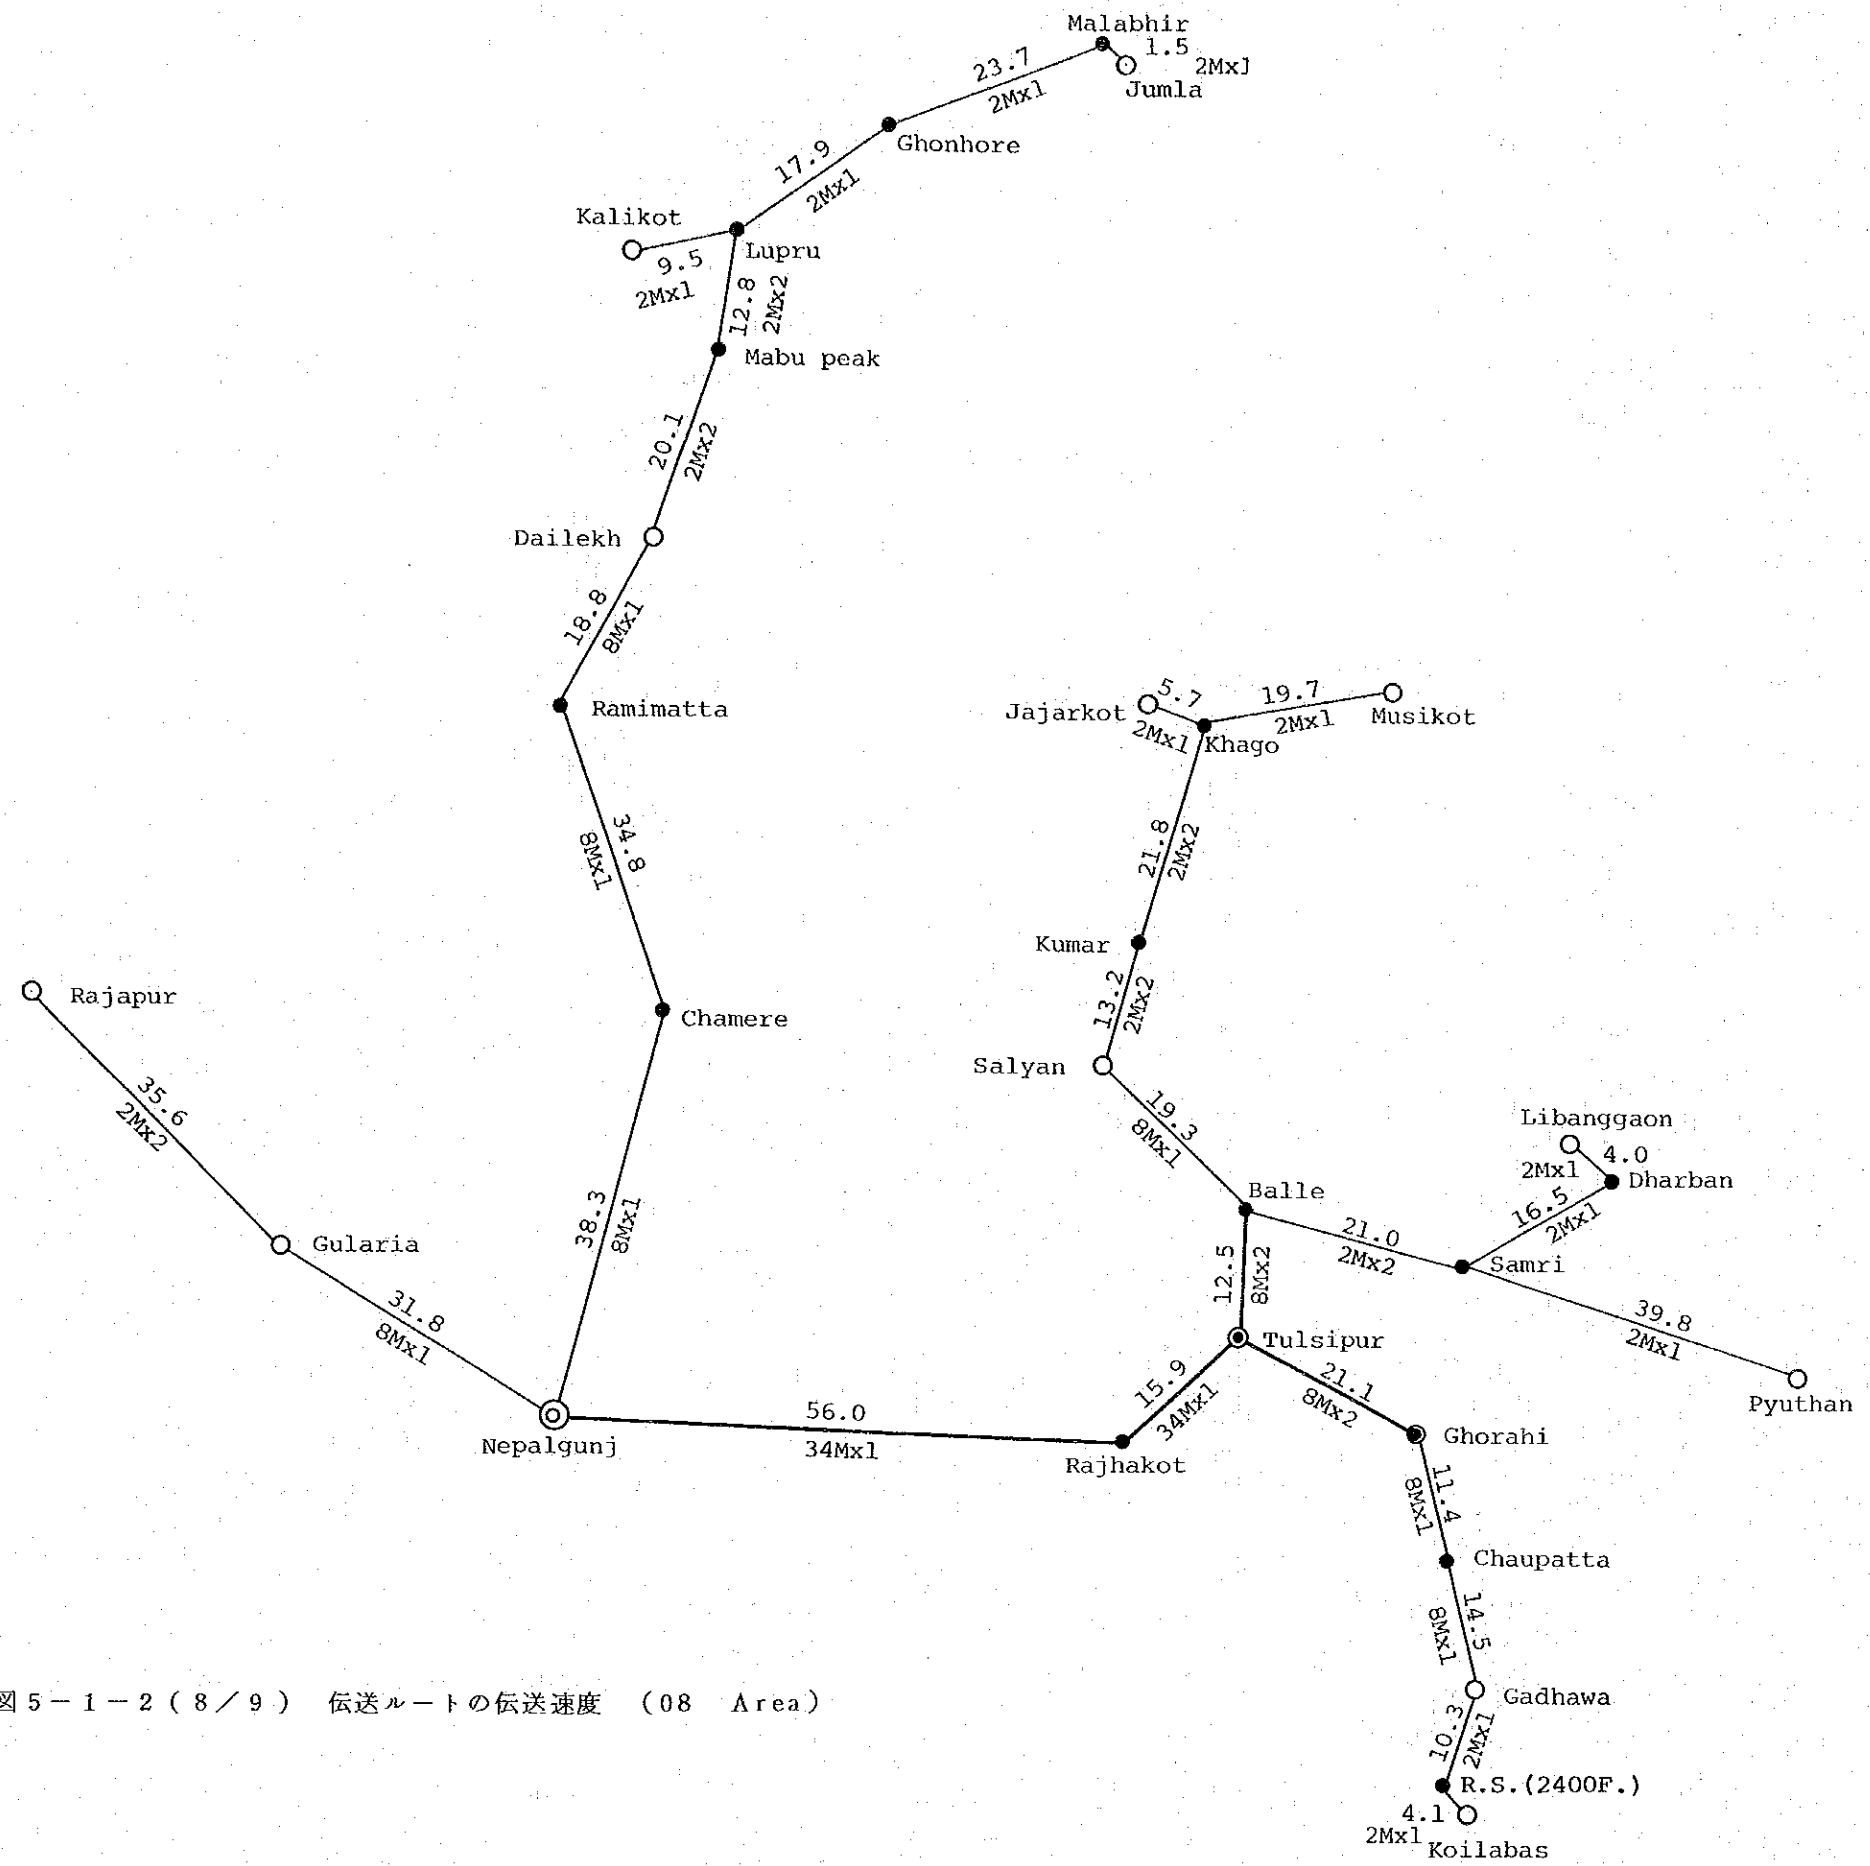 Malabhir
1.5
2Mx1
Jumla
23.7
2Mx1
Ghonhore
17.9
2Mx1
Kalikot
9.5
2Mx1
Lupru
12.8
2Mx2
Mabu peak
20.1
2Mx2
Dailekh
18.8
8Mx1
Ramimatta
34.8
8Mx1
Chamere
38.3
8Mx1
Rajapur
35.6
2Mx2
Gularia
31.8
8Mx1
Nepalgunj
56.0
34Mx1
Rajhakot
15.9
34Mx1
Tulsipur
12.5
8Mx2
Balle
19.3
8Mx1
Salyan
13.2
2Mx2
Kumar
21.8
2Mx2
Khago
5.7
2Mx1
Jajarkot
19.7
2Mx1
Musikot
21.0
2Mx2
Samri
16.5
2Mx1
Dharban
4.0
2Mx1
Libanggaon
39.8
2Mx1
Pyuthan
21.1
8Mx2
Ghorahi
11.4
8Mx1
Chaupatta
14.5
8Mx1
Gadhawa
10.3
2Mx1
R.S.(2400F.)
4.1
2Mx1
Koilabas
図5-1-2(8/9) 伝送ルートの伝送速度 (08 Area)